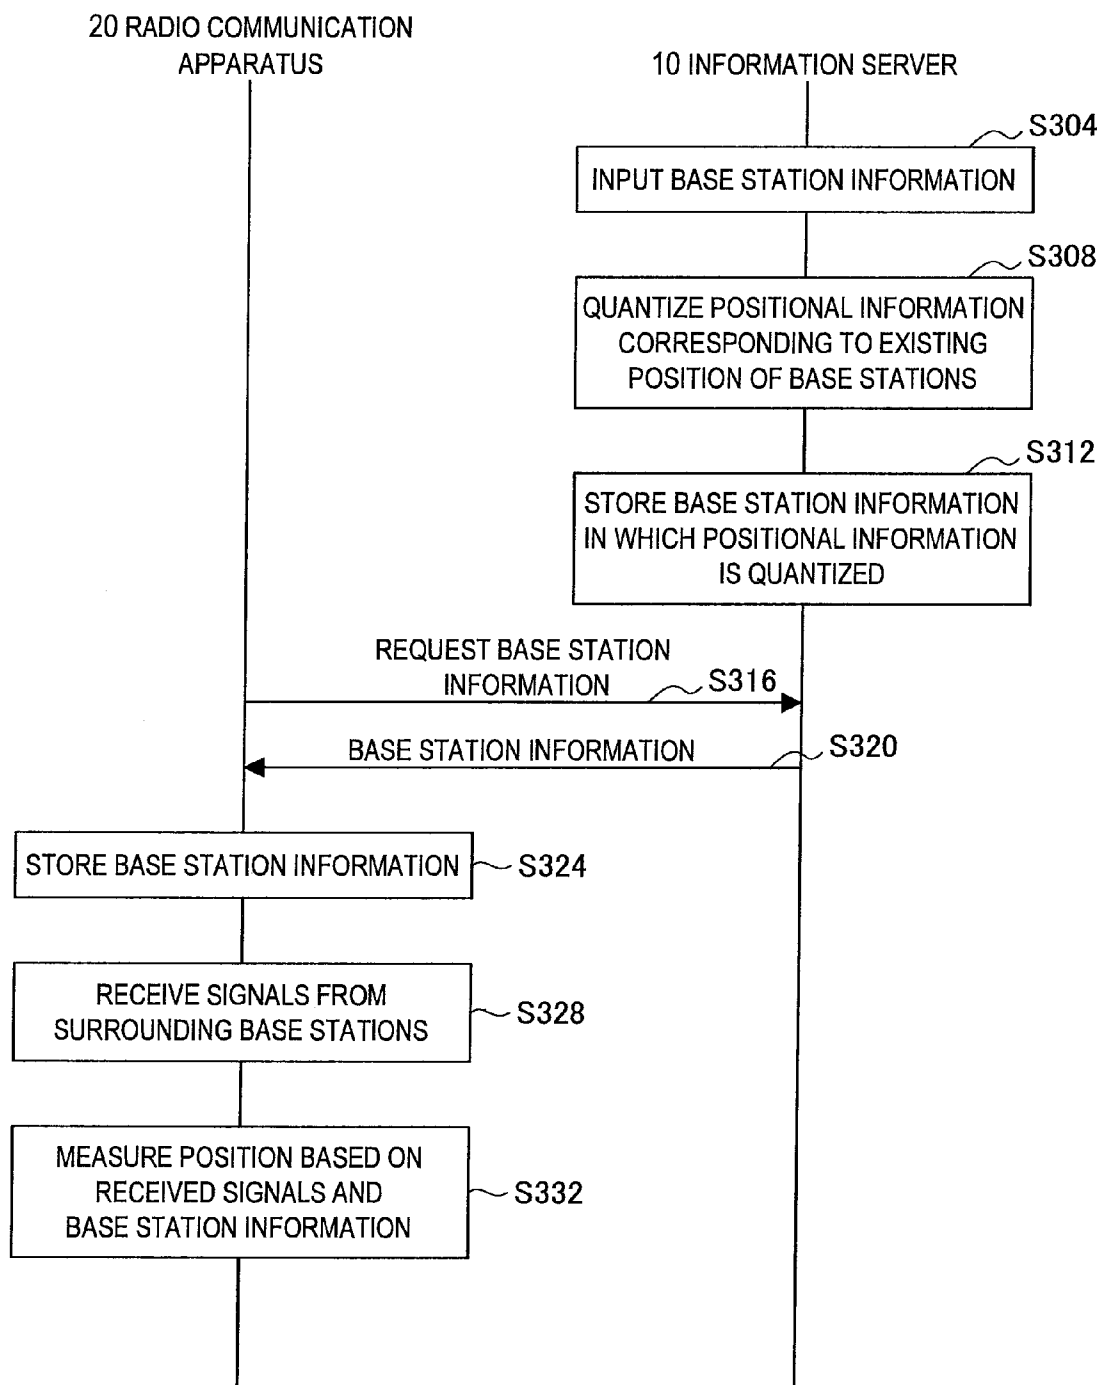 20 RADIO COMMUNICATION
APPARATUS
10 INFORMATION SERVER
S304
INPUT BASE STATION INFORMATION
S308
QUANTIZE POSITIONAL INFORMATION
CORRESPONDING TO EXISTING
POSITION OF BASE STATIONS
S312
STORE BASE STATION INFORMATION
IN WHICH POSITIONAL INFORMATION
IS QUANTIZED
REQUEST BASE STATION
INFORMATION
S316
BASE STATION INFORMATION
S320
STORE BASE STATION INFORMATION
S324
RECEIVE SIGNALS FROM
SURROUNDING BASE STATIONS
S328
MEASURE POSITION BASED ON
RECEIVED SIGNALS AND
BASE STATION INFORMATION
S332